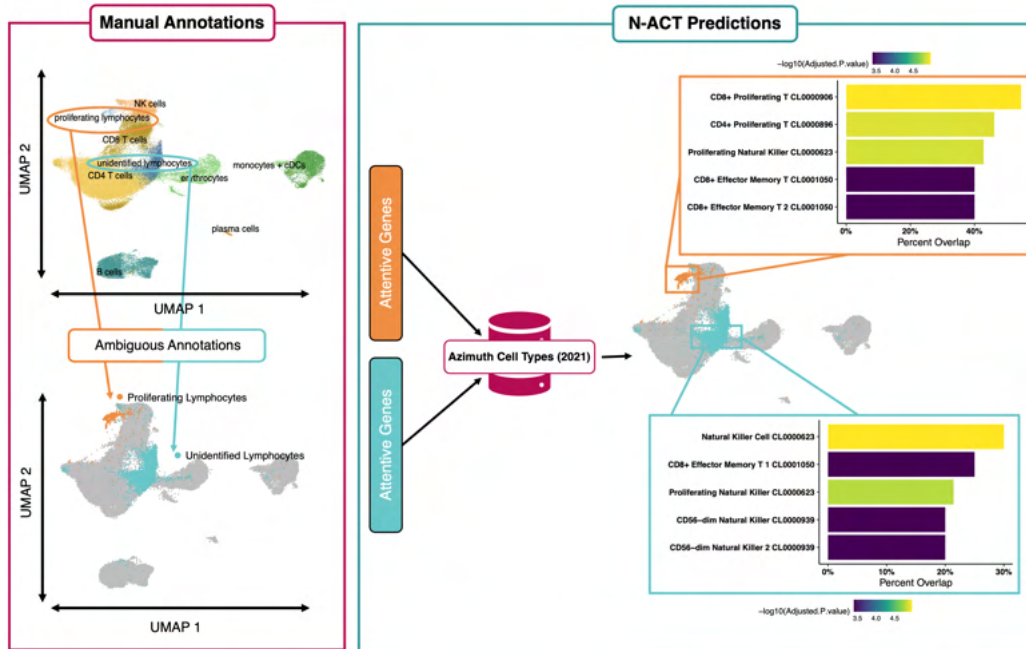 Manual Annotations
UMAP 2
NK cells
proliferating lymphocytes
CD8 T cells
unidentified lymphocytes
CD4 T cells
monocytes + cDCs
erythrocytes
plasma cells
B cells
UMAP 1
Ambiguous Annotations
Proliferating Lymphocytes
Unidentified Lymphocytes
UMAP 2
UMAP 1
N-ACT Predictions
Attentive Genes
Attentive Genes
Azimuth Cell Types (2021)
−log10(Adjusted.P.value)
3.5 4.0 4.5
CD8+ Proliferating T CL0000906
CD4+ Proliferating T CL0000896
Proliferating Natural Killer CL0000623
CD8+ Effector Memory T CL0001050
CD8+ Effector Memory T 2 CL0001050
0% 20% 40%
Percent Overlap
Natural Killer Cell CL0000623
CD8+ Effector Memory T 1 CL0001050
Proliferating Natural Killer CL0000623
CD56−dim Natural Killer CL0000939
CD56−dim Natural Killer 2 CL0000939
0% 10% 20% 30%
Percent Overlap
−log10(Adjusted.P.value)
3.5 4.0 4.5